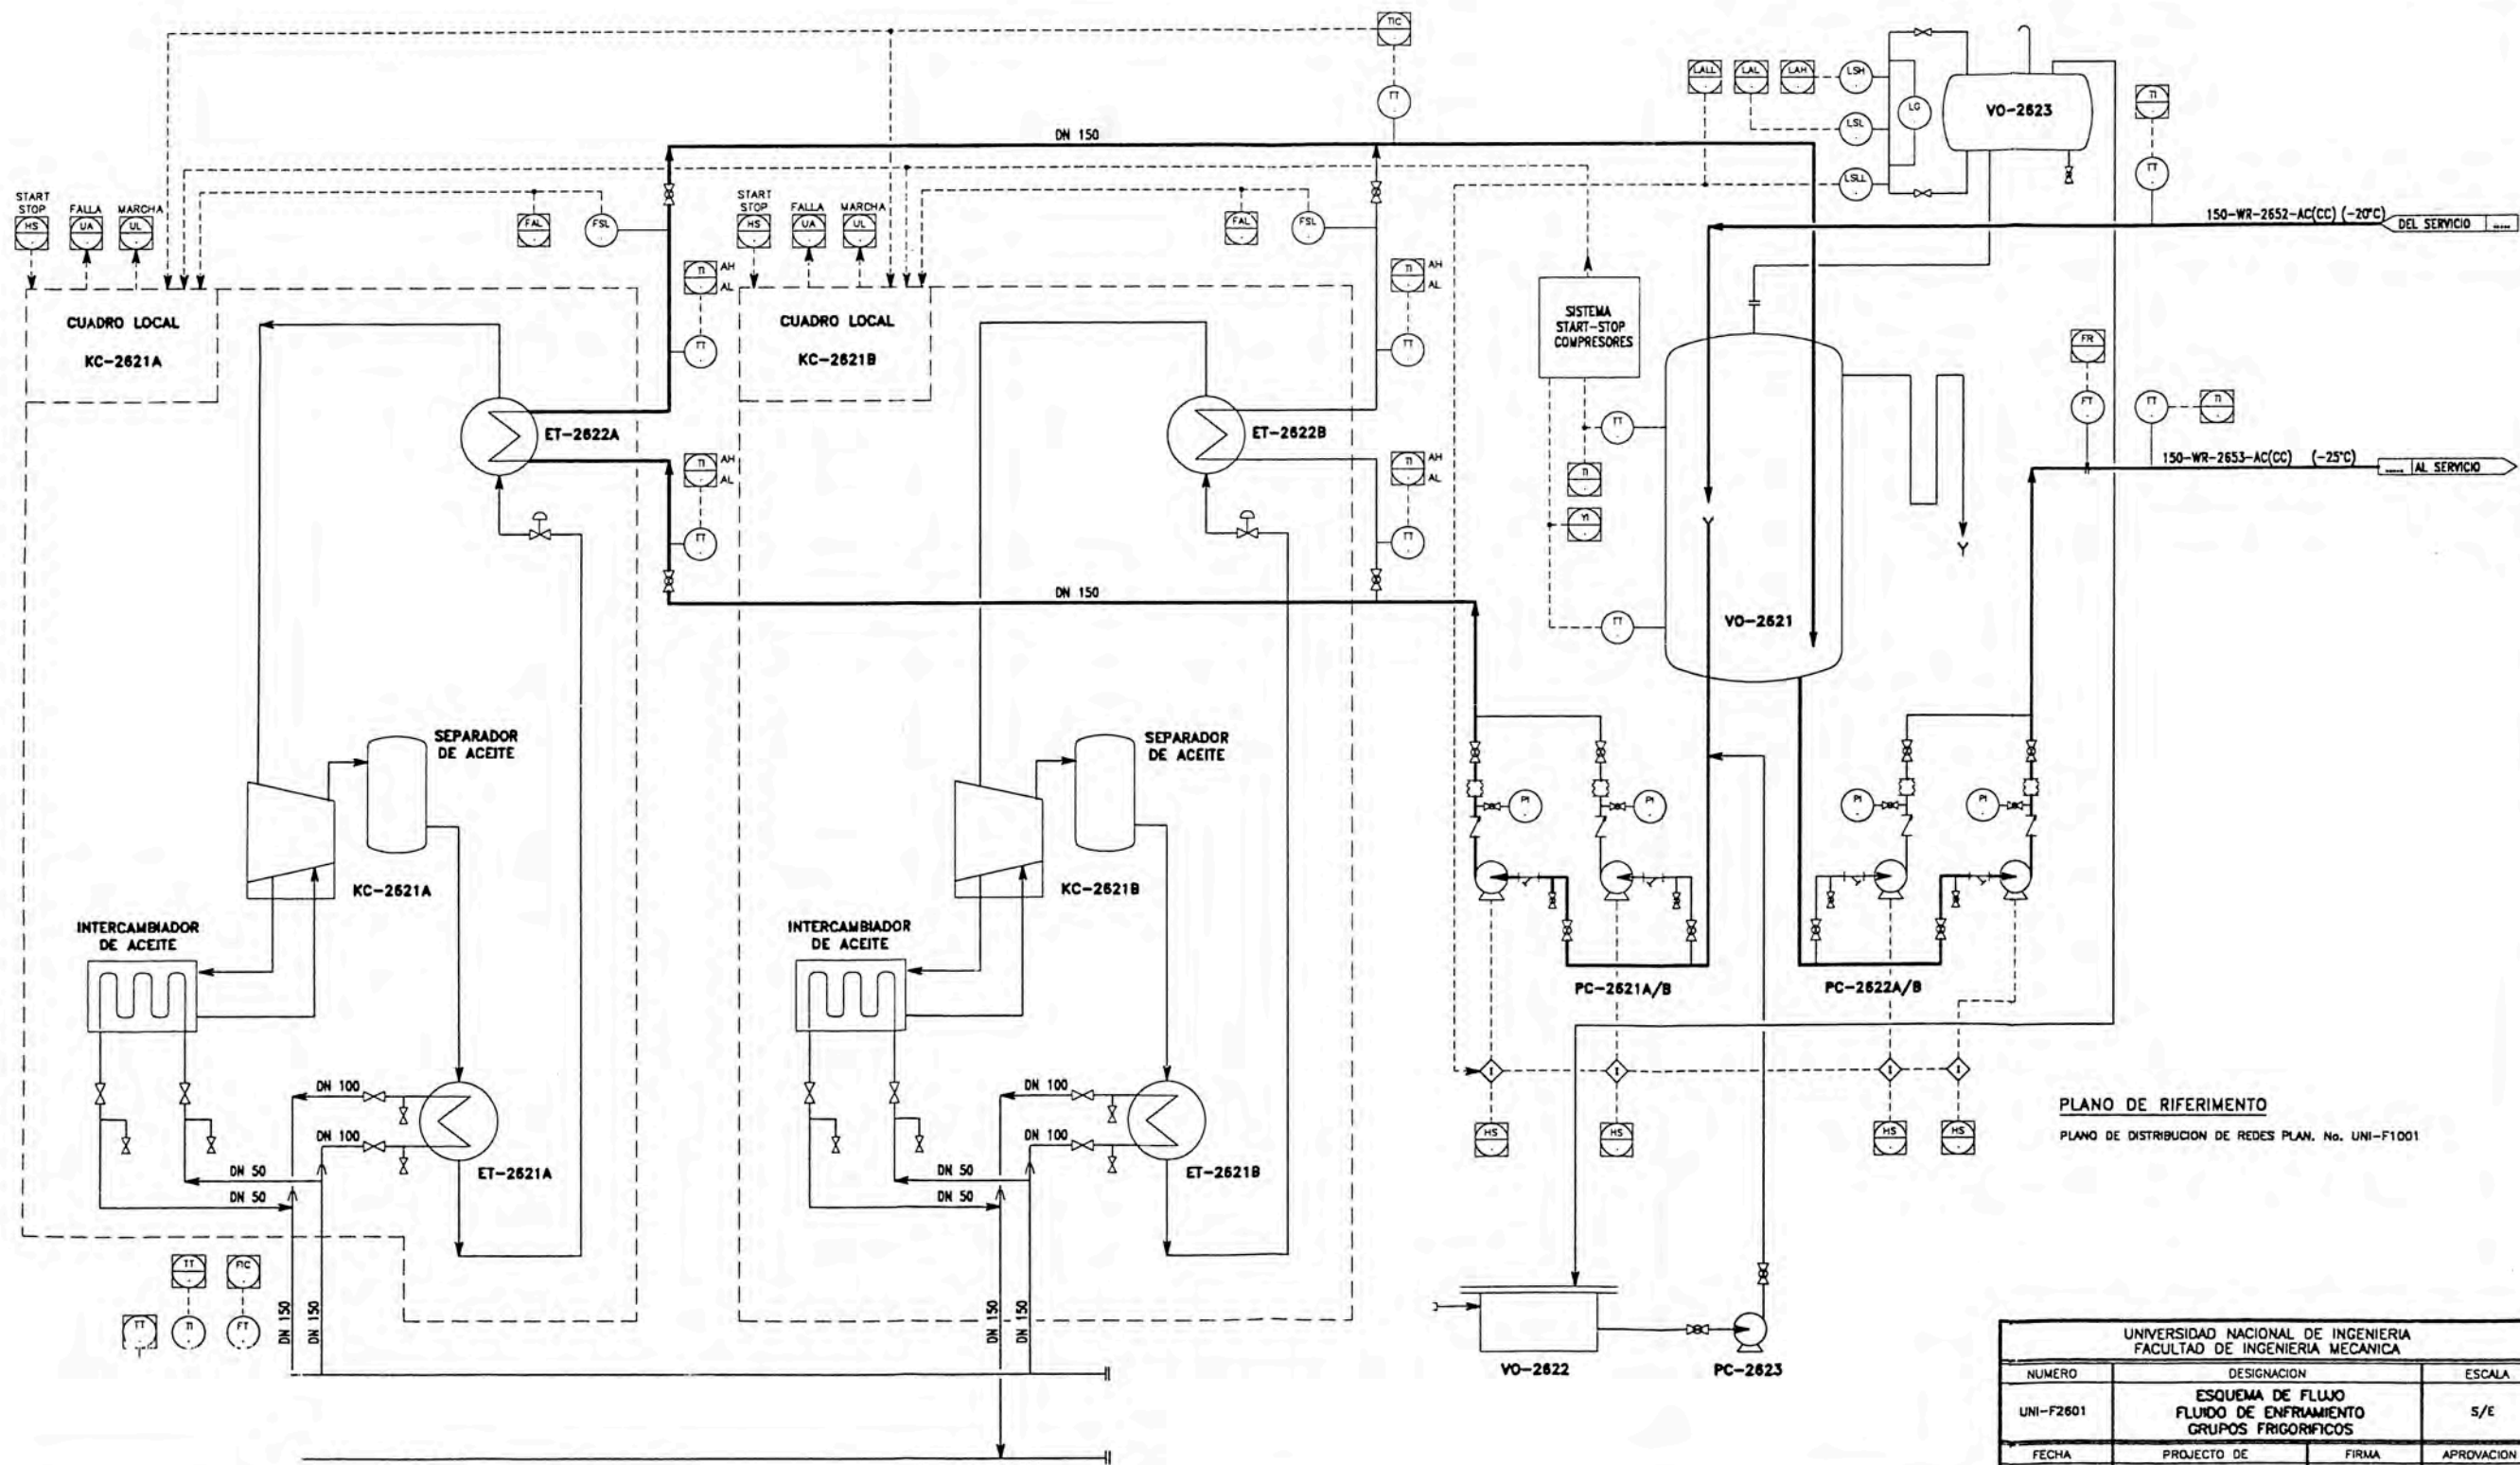 TIC
.
TT
.
LALL
.
LAL
.
LAH
.
LSH
.
LG
.
LSL
.
LSLL
.
VO-2623
TI
.
TT
.
DN 150
START
STOP
HS
.
FALLA
UA
.
MARCHA
UL
.
FAL
.
FSL
.
START
STOP
HS
.
FALLA
UA
.
MARCHA
UL
.
FAL
.
FSL
.
150-WR-2652-AC(CC) (-20°C)
DEL SERVICIO .....
TI
.
AH
AL
TT
.
TI
.
AH
AL
TT
.
CUADRO LOCAL
KC-2621A
CUADRO LOCAL
KC-2621B
SISTEMA
START-STOP
COMPRESORES
FR
.
FT
.
TT
.
TI
.
ET-2622A
ET-2622B
TI
.
AH
AL
TT
.
TI
.
AH
AL
TT
.
TT
.
TI
.
YI
.
TT
.
150-WR-2653-AC(CC) (-25°C)
..... AL SERVICIO
DN 150
VO-2621
SEPARADOR
DE ACEITE
SEPARADOR
DE ACEITE
PI
.
PI
.
PI
.
PI
.
KC-2621A
KC-2621B
INTERCAMBIADOR
DE ACEITE
INTERCAMBIADOR
DE ACEITE
PC-2621A/B
PC-2622A/B
I
I
I
I
DN 100
DN 100
DN 100
DN 100
HS
.
HS
.
HS
.
HS
.
PLANO DE RIFERIMENTO
PLANO DE DISTRIBUCION DE REDES PLAN. No. UNI-F1001
DN 50
DN 50
ET-2621A
DN 50
DN 50
ET-2621B
TT
.
FIC
.
TT
.
TI
.
FT
.
DN 150
DN 150
DN 150
DN 150
VO-2622
PC-2623
UNIVERSIDAD NACIONAL DE INGENIERIA
FACULTAD DE INGENIERIA MECANICA
NUMERO DESIGNACION ESCALA
UNI-F2601
ESQUEMA DE FLUJO
FLUIDO DE ENFRIAMIENTO
GRUPOS FRIGORIFICOS
S/E
FECHA PROJECTO DE FIRMA APROVACION